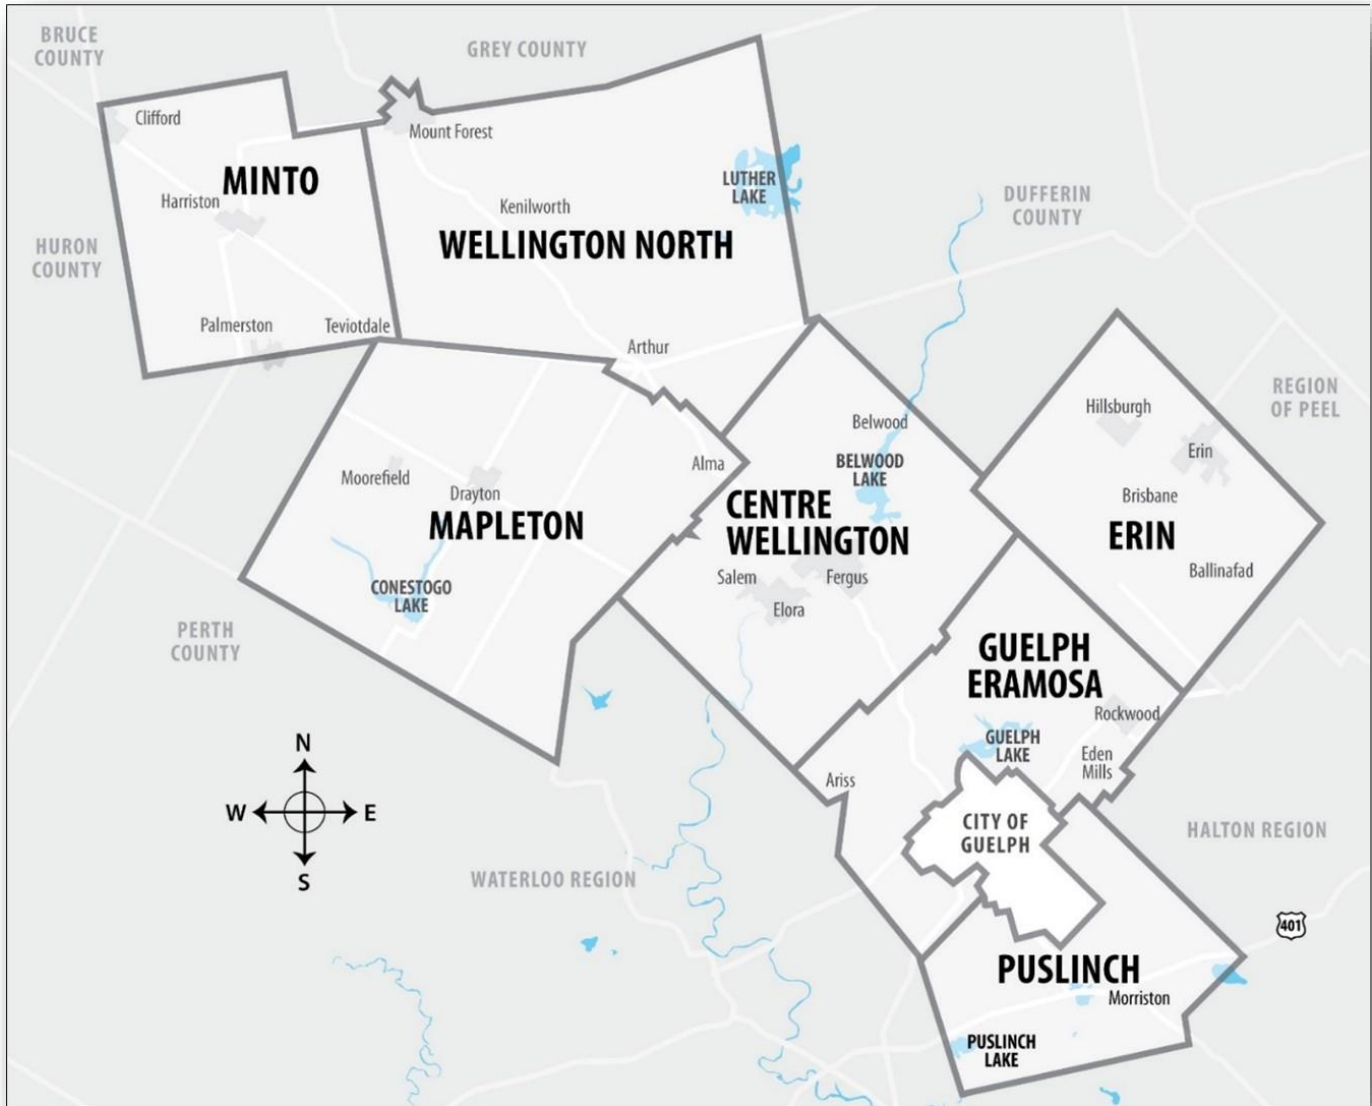 BRUCE
COUNTY
GREY COUNTY
Clifford
Mount Forest
MINTO
LUTHER
LAKE
Harriston
Kenilworth
DUFFERIN
COUNTY
WELLINGTON NORTH
HURON
COUNTY
Palmerston
Teviotdale
Arthur
REGION
OF PEEL
Hillsburgh
Belwood
Erin
Alma
BELWOOD
LAKE
Moorefield
Drayton
Brisbane
CENTRE
WELLINGTON
MAPLETON
ERIN
Ballinafad
Salem
Fergus
CONESTOGO
LAKE
Elora
PERTH
COUNTY
GUELPH
ERAMOSA
Rockwood
GUELPH
LAKE
Eden
Mills
N
W
E
S
Ariss
CITY OF
GUELPH
HALTON REGION
WATERLOO REGION
401
PUSLINCH
Morriston
PUSLINCH
LAKE